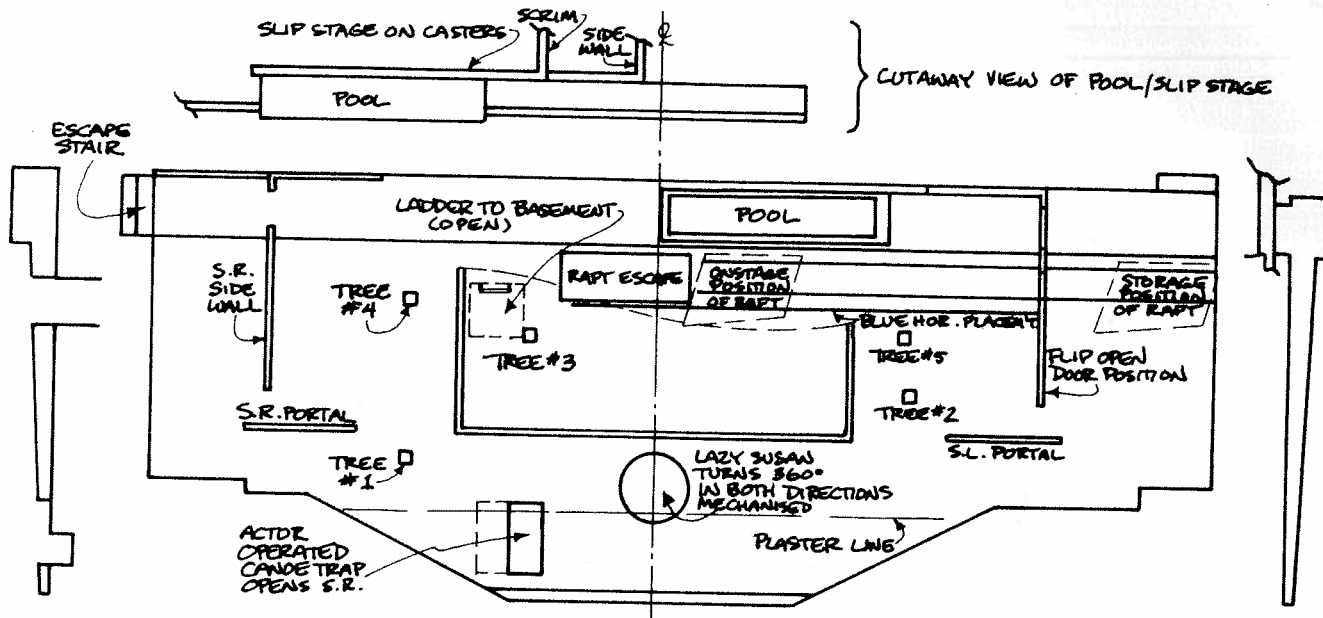 SCRIM
SLIP STAGE ON CASTERS
SIDE
WALL
℄
CUTAWAY VIEW OF POOL/SLIP STAGE
POOL
ESCAPE
STAIR
LADDER TO BASEMENT
(OPEN)
POOL
S.R.
SIDE
WALL
TREE
#4
RAPT ESCAPE
ONSTAGE
POSITION
OF RAFT
STORAGE
POSITION
OF RAFT
BLUE HOR. PLACEMT
TREE #3
TREE #5
FLIP OPEN
DOOR POSITION
TREE #2
S.R. PORTAL
S.L. PORTAL
TREE
#1
LAZY SUSAN
TURNS 360°
IN BOTH DIRECTIONS
MECHANISED
PLASTER LINE
ACTOR
OPERATED
CANOE TRAP
OPENS S.R.